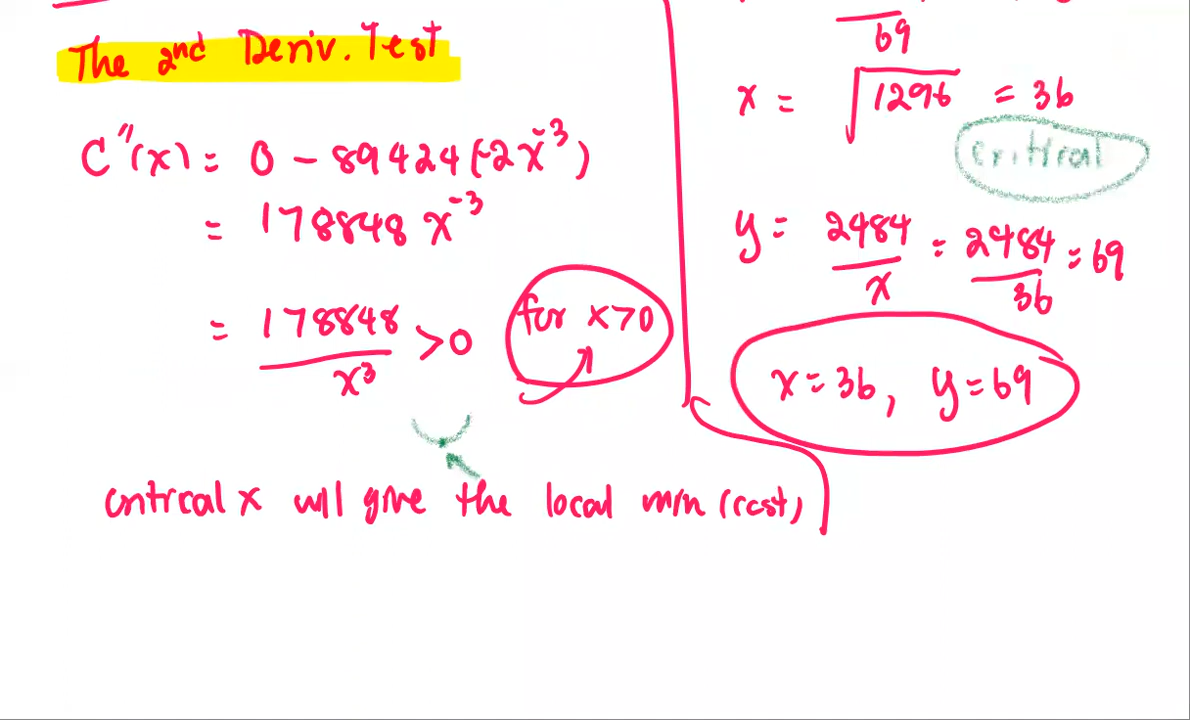 The 2nd Deriv. Test
C''(x) = 0 - 89424 (-2x^-3)
= 178848 x^-3
= 178848/x^3 > 0 for x>0
critical x will give the local min (cost)
69
x = √1296 = 36
critical
y = 2484/x = 2484/36 = 69
x = 36, y = 69